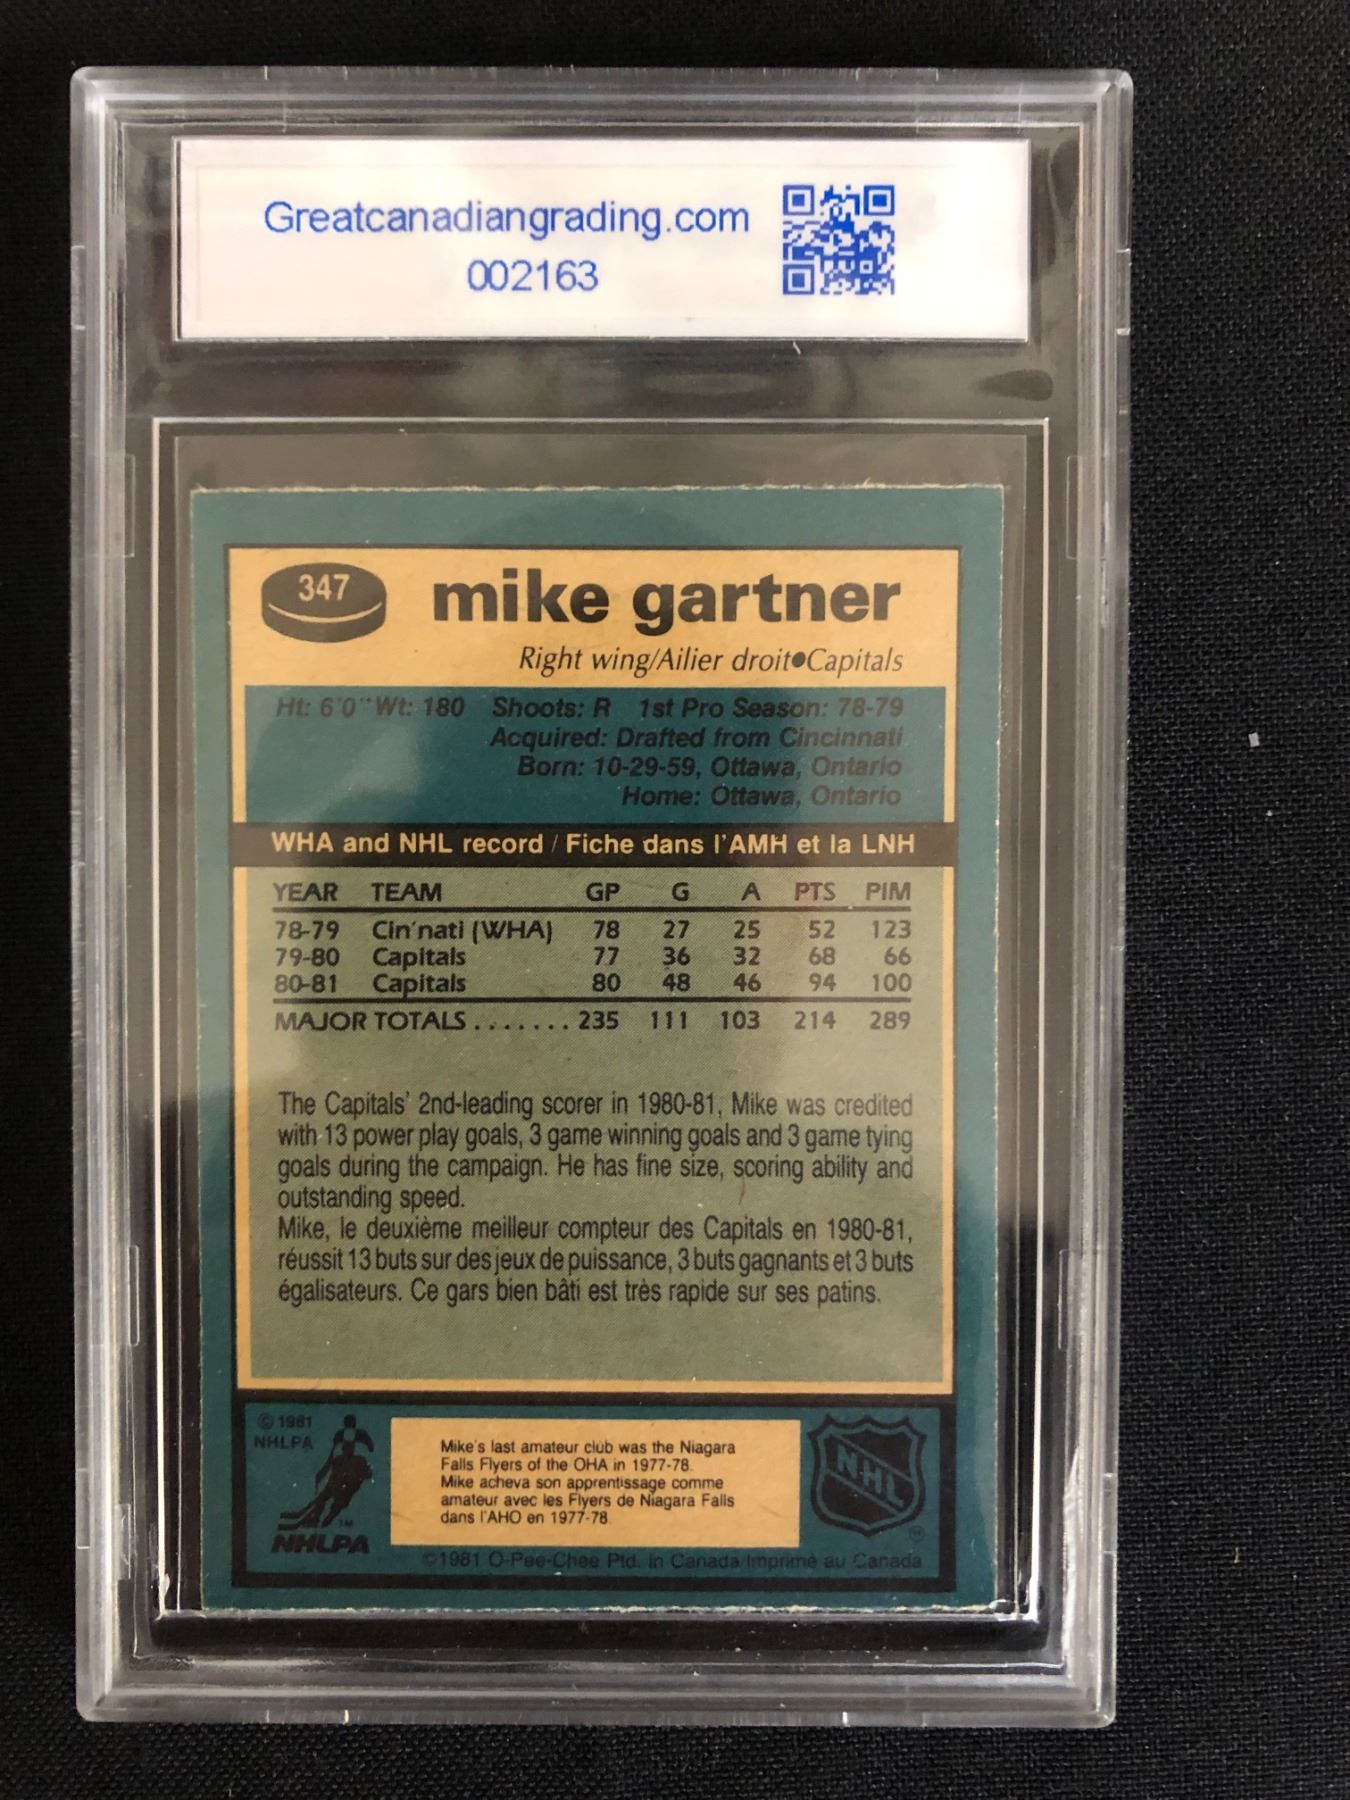 Greatcanadiangrading.com
002163
347
mike gartner
Right wing/Ailier droit•Capitals
Ht: 6'0" Wt: 180 Shoots: R 1st Pro Season: 78-79
Acquired: Drafted from Cincinnati
Born: 10-29-59, Ottawa, Ontario
Home: Ottawa, Ontario
WHA and NHL record / Fiche dans l'AMH et la LNH
YEAR TEAM GP G A PTS PIM
78-79 Cin'nati (WHA) 78 27 25 52 123
79-80 Capitals 77 36 32 68 66
80-81 Capitals 80 48 46 94 100
MAJOR TOTALS ....... 235 111 103 214 289
The Capitals' 2nd-leading scorer in 1980-81, Mike was credited
with 13 power play goals, 3 game winning goals and 3 game tying
goals during the campaign. He has fine size, scoring ability and
outstanding speed.
Mike, le deuxième meilleur compteur des Capitals en 1980-81,
réussit 13 buts sur des jeux de puissance, 3 buts gagnants et 3 buts
égalisateurs. Ce gars bien bâti est très rapide sur ses patins.
© 1981
NHLPA
Mike's last amateur club was the Niagara
Falls Flyers of the OHA in 1977-78.
Mike acheva son apprentissage comme
amateur avec les Flyers de Niagara Falls
dans l'AHO en 1977-78.
TM
NHLPA
NHL
©1981 O-Pee-Chee Ptd. in Canada/Imprimé au Canada